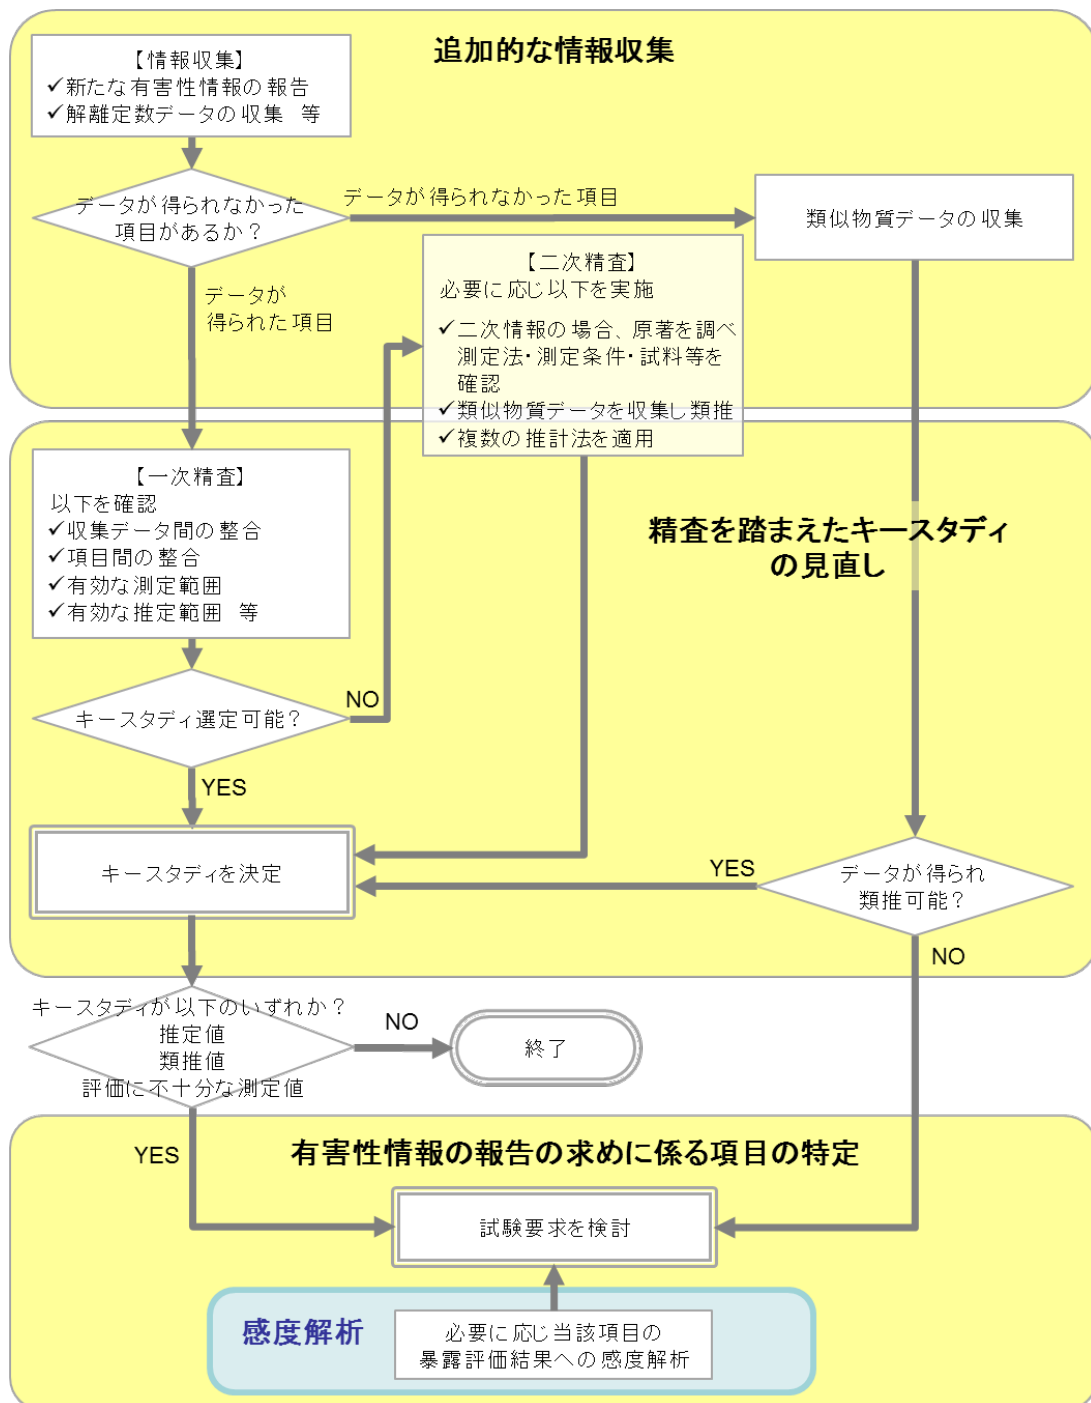 追加的な情報収集
【情報収集】
✓新たな有害性情報の報告
✓解離定数データの収集 等
データが得られなかった
項目があるか？
データが得られなかった項目
類似物質データの収集
データが
得られた項目
【二次精査】
必要に応じ以下を実施
✓二次情報の場合、原著を調べ
測定法・測定条件・試料等を
確認
✓類似物質データを収集し類推
✓複数の推計法を適用
【一次精査】
以下を確認
✓収集データ間の整合
✓項目間の整合
✓有効な測定範囲
✓有効な推定範囲 等
精査を踏まえたキースタディ
の見直し
キースタディ選定可能？
NO
YES
キースタディを決定
YES
データが得られ
類推可能？
NO
キースタディが以下のいずれか？
推定値
類推値
評価に不十分な測定値
NO
終了
YES
有害性情報の報告の求めに係る項目の特定
試験要求を検討
感度解析
必要に応じ当該項目の
暴露評価結果への感度解析